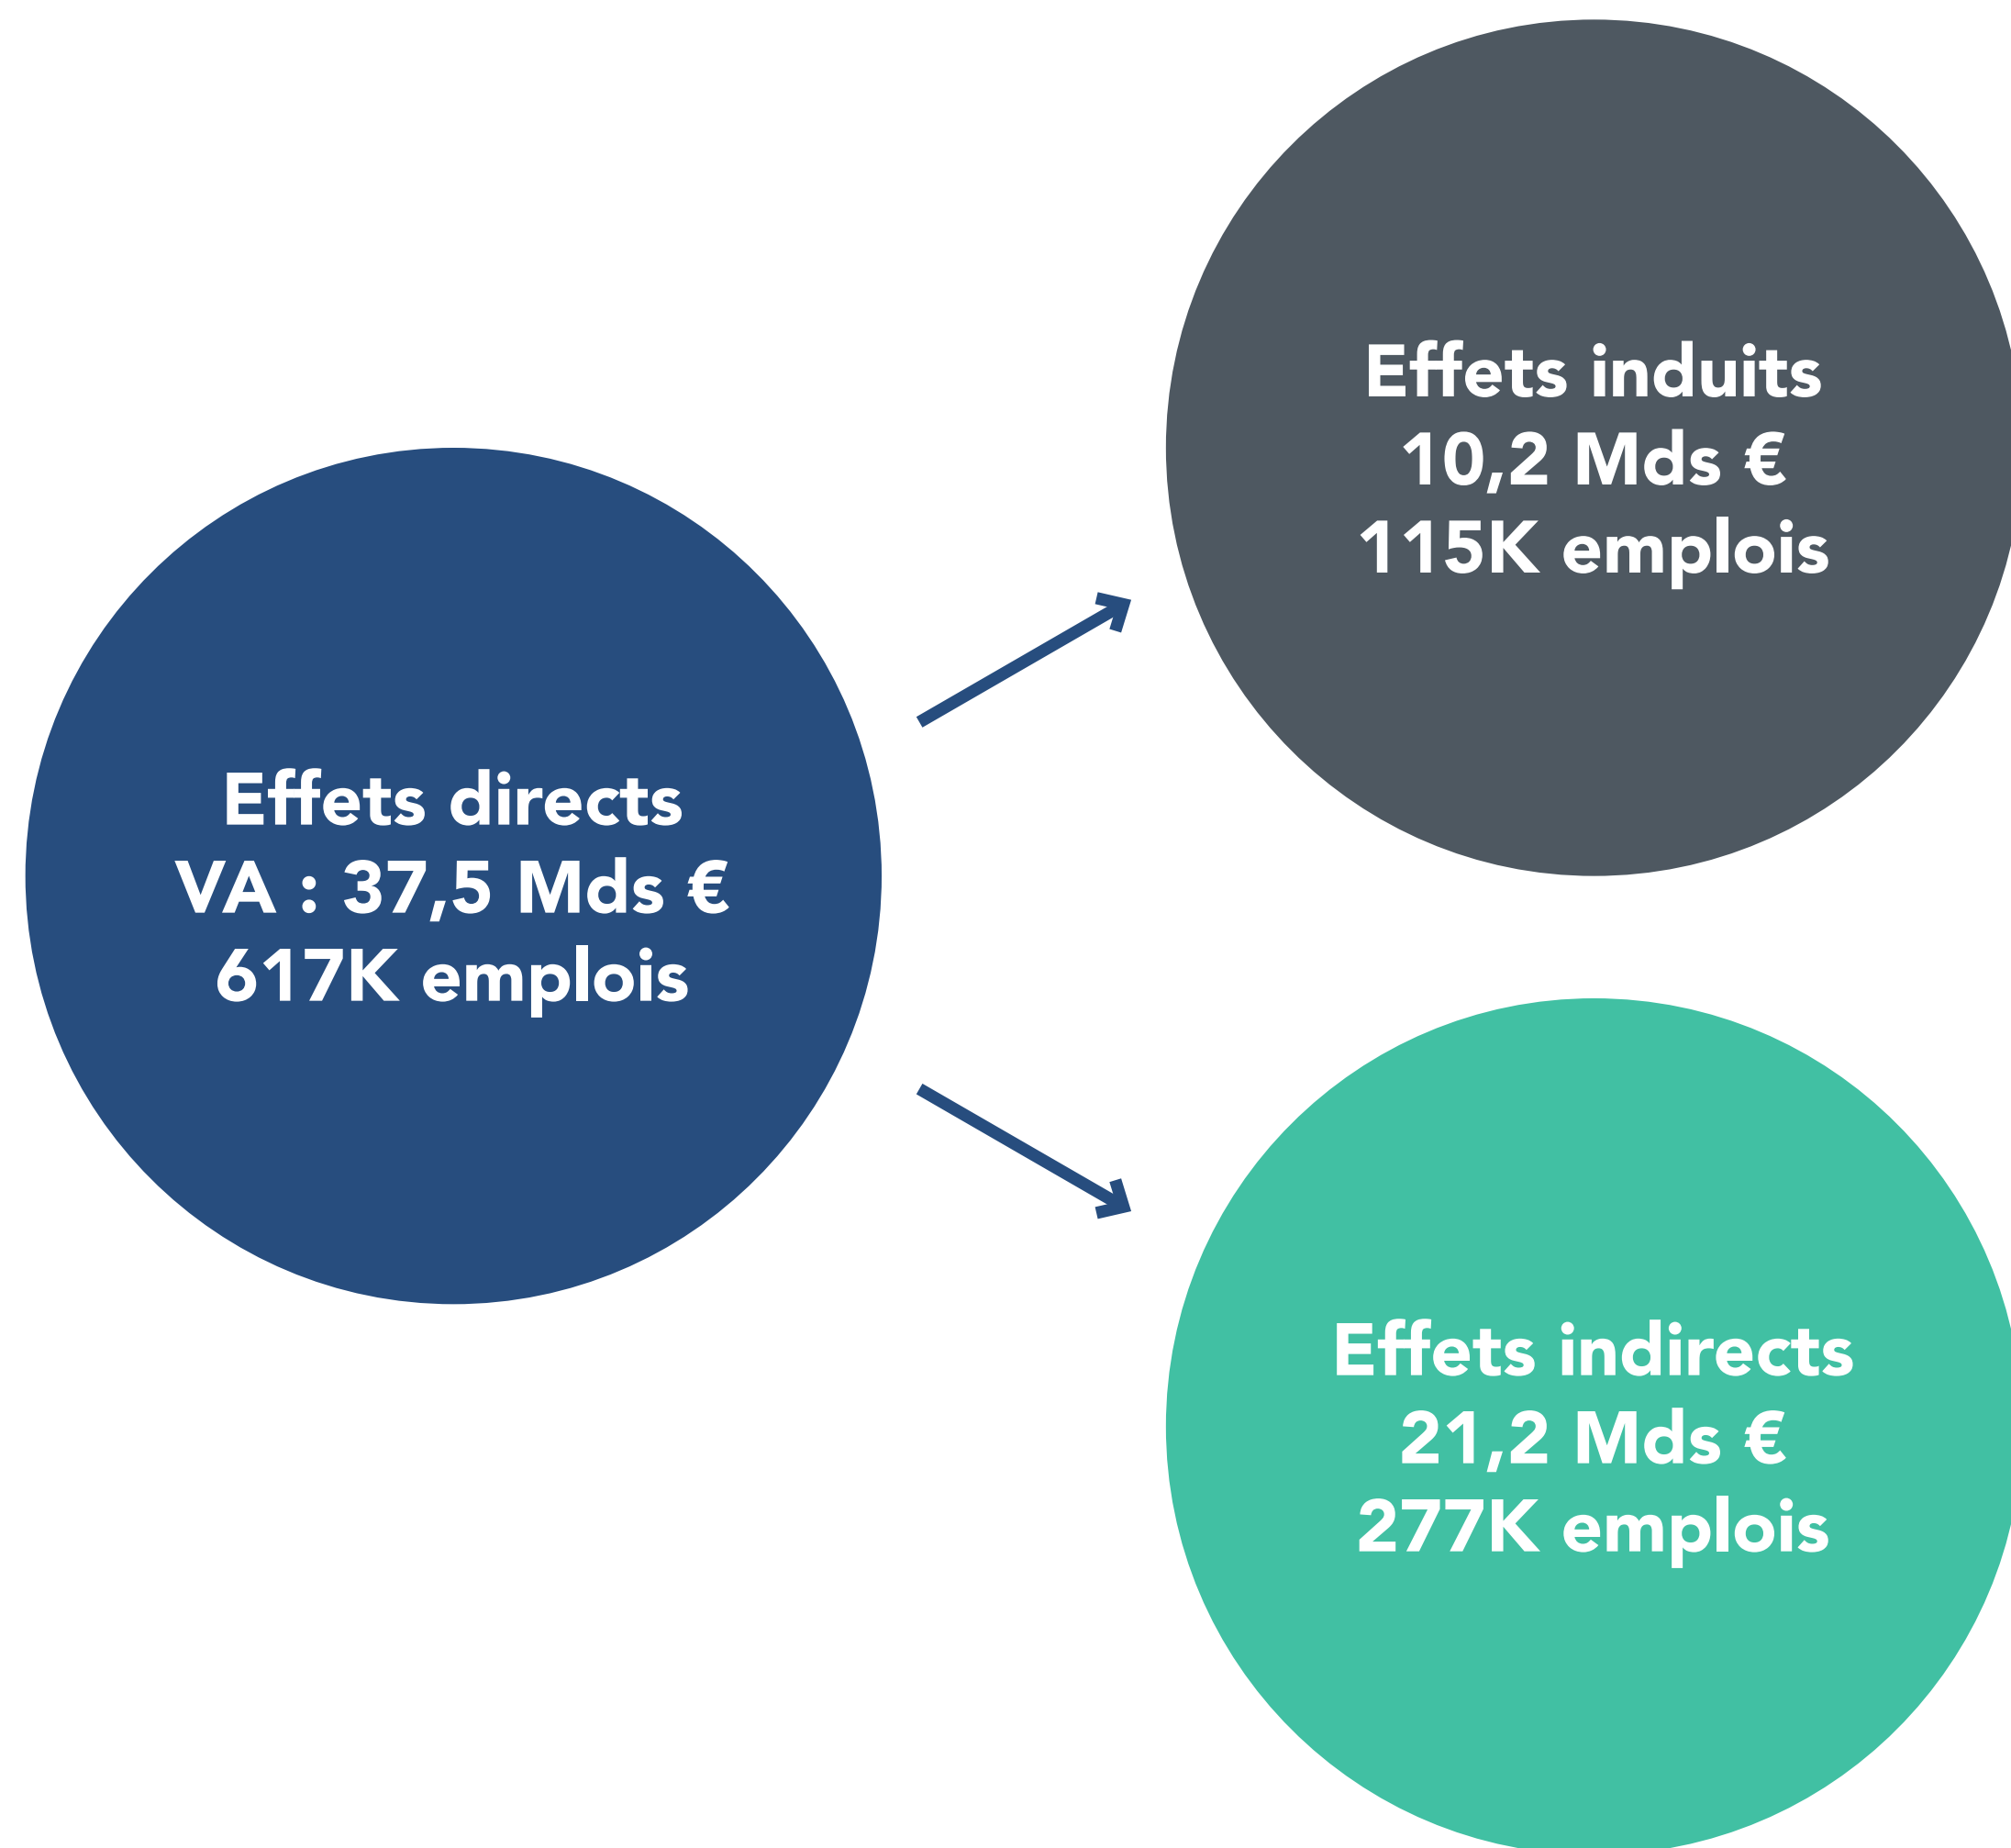 Effets directs
VA : 37,5 Mds €
617K emplois
Effets induits
10,2 Mds €
115K emplois
Effets indirects
21,2 Mds €
277K emplois